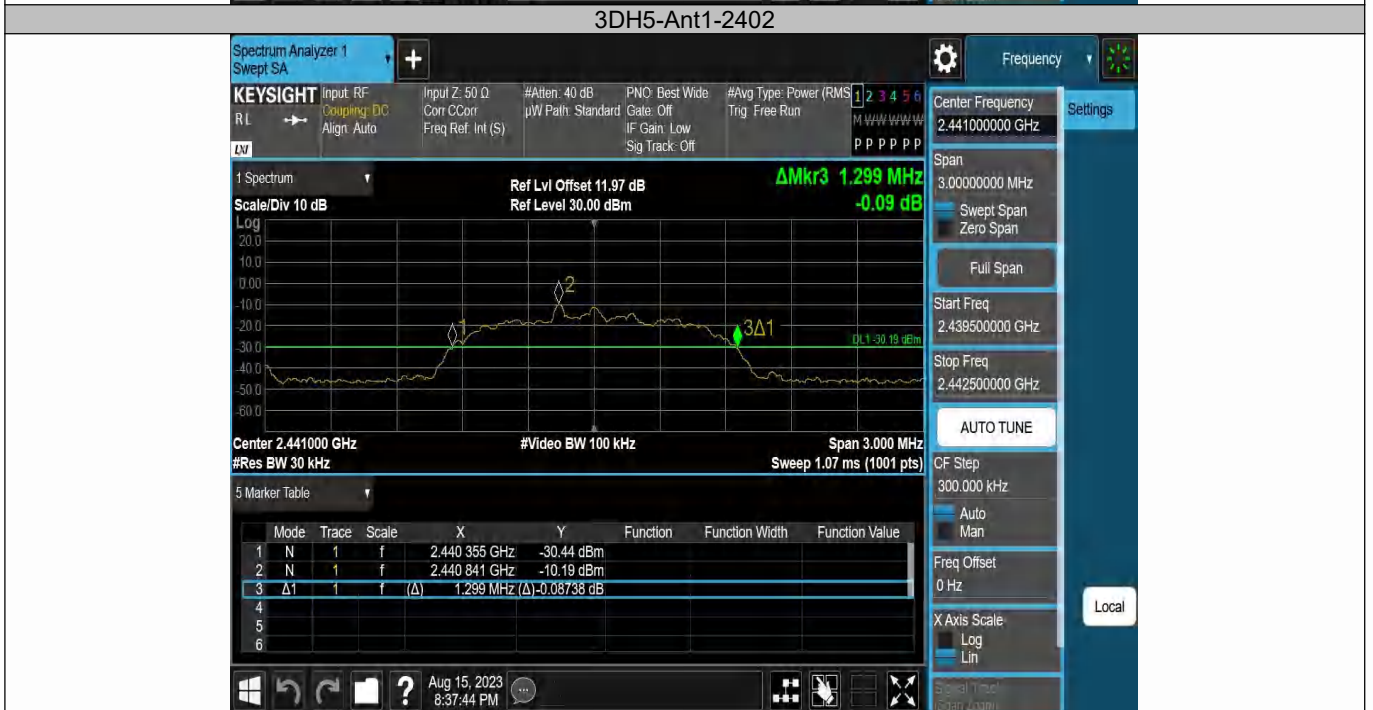 3DH5-Ant1-2402
Spectrum Analyzer 1
Swept SA
Frequency
KEYSIGHT
Input: RF
Input Z: 50 Ω
#Atten: 40 dB
PNO: Best Wide
#Avg Type: Power (RMS
1 2 3 4 5 6
RL
Coupling: DC
Corr CCorr
µW Path: Standard
Gate: Off
Trig: Free Run
M W W W W W
Align: Auto
Freq Ref: Int (S)
IF Gain: Low
LXI
Sig Track: Off
P P P P P P
Center Frequency
2.441000000 GHz
Settings
1 Spectrum
Ref Lvl Offset 11.97 dB
ΔMkr3 1.299 MHz
Scale/Div 10 dB
Ref Level 30.00 dBm
-0.09 dB
Log
20.0
10.0
0.00
-10.0
-20.0
-30.0
-40.0
-50.0
-60.0
1
2
3Δ1
DL1 -30.19 dBm
Center 2.441000 GHz
#Video BW 100 kHz
Span 3.000 MHz
#Res BW 30 kHz
Sweep 1.07 ms (1001 pts)
Span
3.00000000 MHz
Swept Span
Zero Span
Full Span
Start Freq
2.439500000 GHz
Stop Freq
2.442500000 GHz
AUTO TUNE
CF Step
300.000 kHz
Auto
Man
Freq Offset
0 Hz
X Axis Scale
Log
Lin
Local
5 Marker Table
Mode Trace Scale X Y Function Function Width Function Value
1 N 1 f 2.440 355 GHz -30.44 dBm
2 N 1 f 2.440 841 GHz -10.19 dBm
3 Δ1 1 f (Δ) 1.299 MHz (Δ) -0.08738 dB
4
5
6
?
Aug 15, 2023
8:37:44 PM